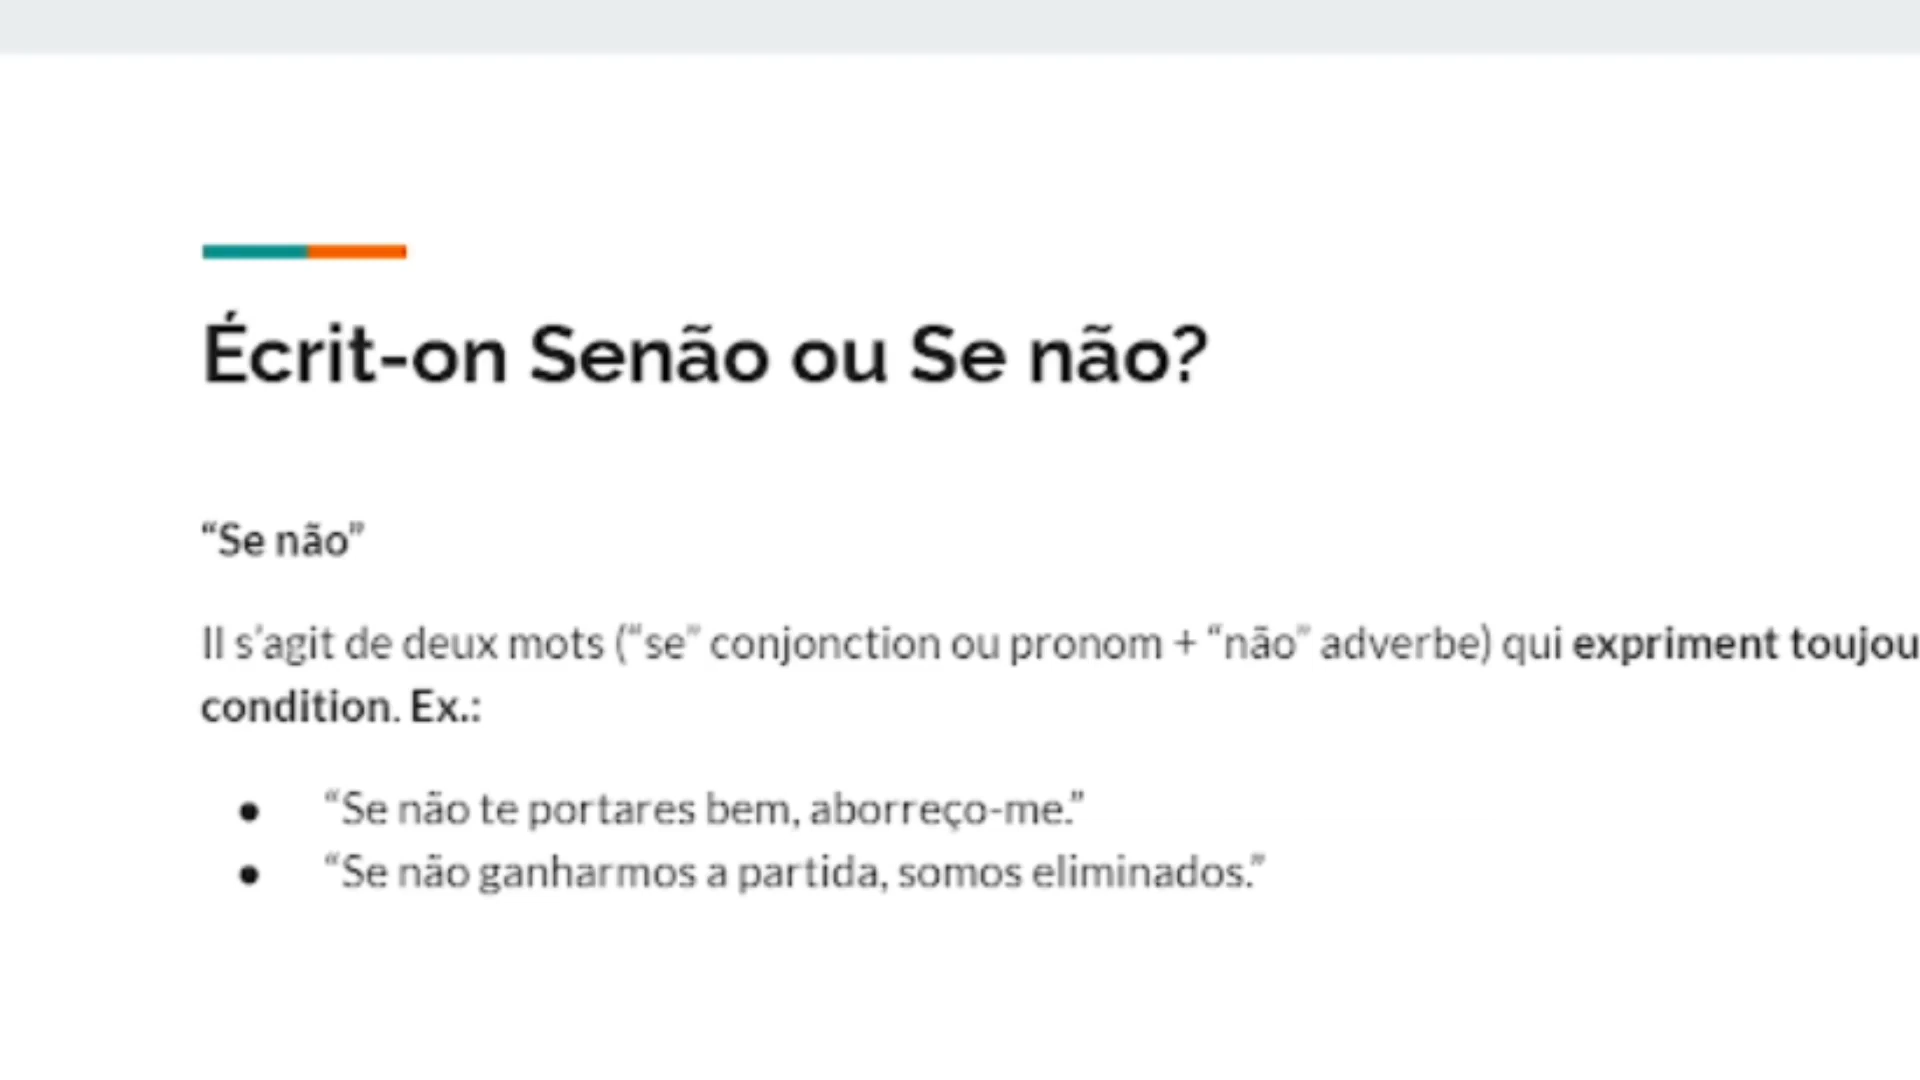 Écrit-on Senão ou Se não?
“Se não”
Il s’agit de deux mots (“se” conjonction ou pronom + “não” adverbe) qui expriment toujou
condition. Ex.:
● “Se não te portares bem, aborreço-me.”
● “Se não ganharmos a partida, somos eliminados.”